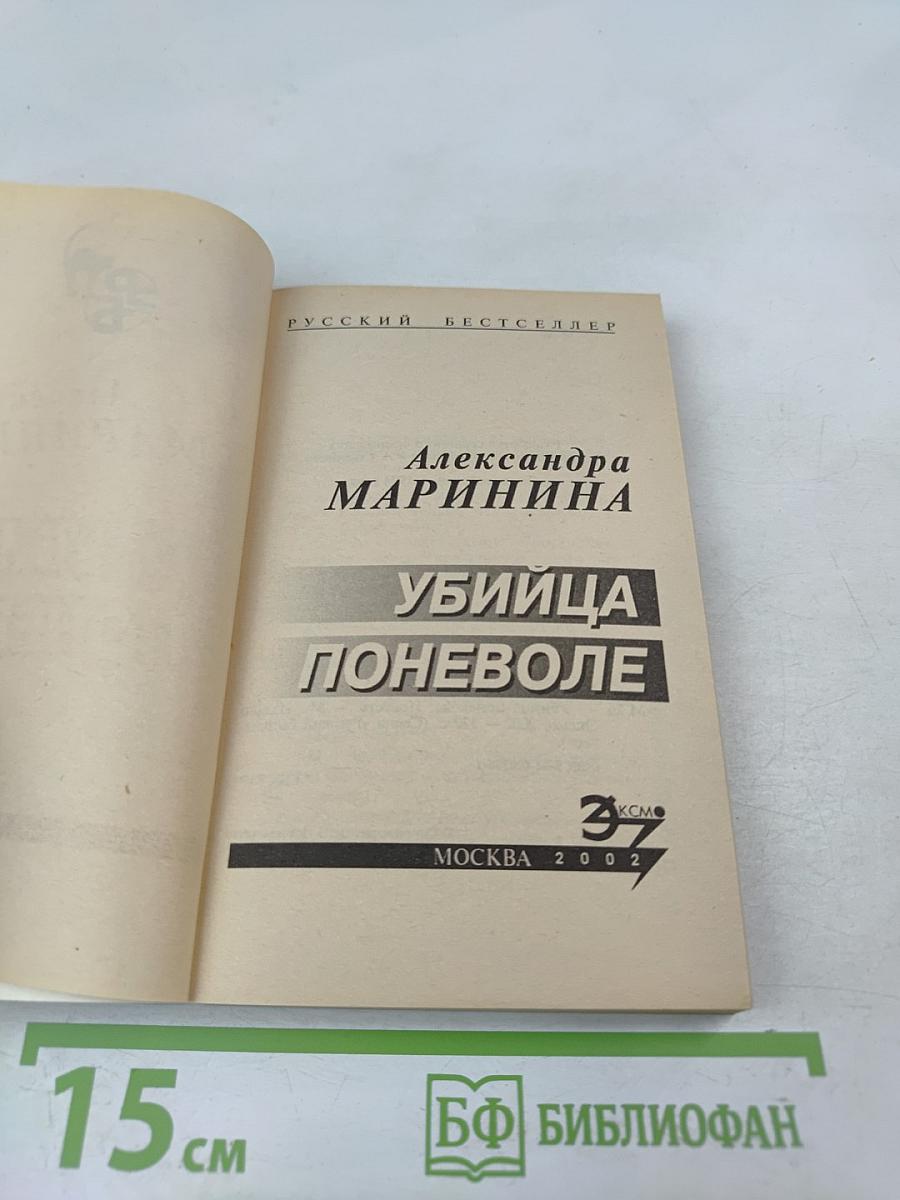 РУССКИЙ БЕСТСЕЛЛЕР
Александра
МАРИНИНА
УБИЙЦА
ПОНЕВОЛЕ
ЭКСМО
МОСКВА 2002
15 см
БФ БИБЛИОФАН